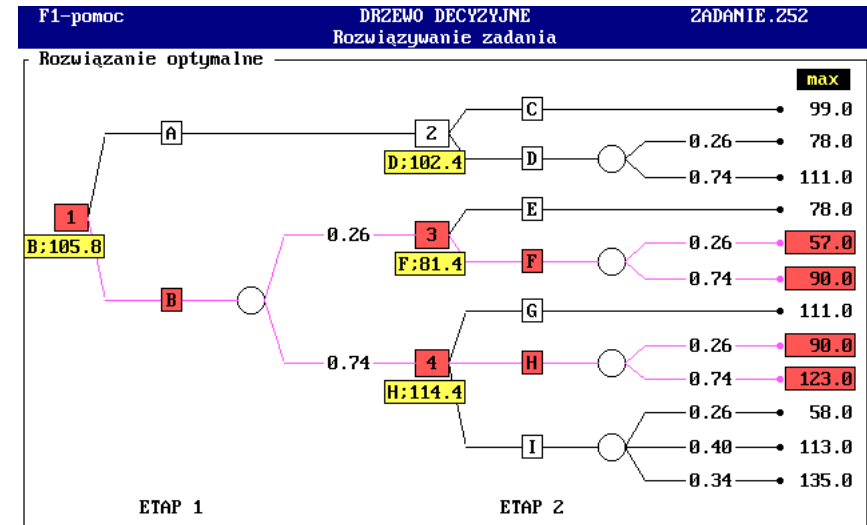 F1-pomoc DRZEWO DECYZYJNE ZADANIE.Z52
Rozwiązywanie zadania
Rozwiązanie optymalne
max
C 99.0
A 2 0.26 78.0
D;102.4 D
0.74 111.0
1 E 78.0
B;105.8 0.26 3 0.26 57.0
F;81.4 F
0.74 90.0
B G 111.0
0.26 90.0
0.74 4 H
H;114.4 0.74 123.0
0.26 58.0
I 0.40 113.0
0.34 135.0
ETAP 1 ETAP 2